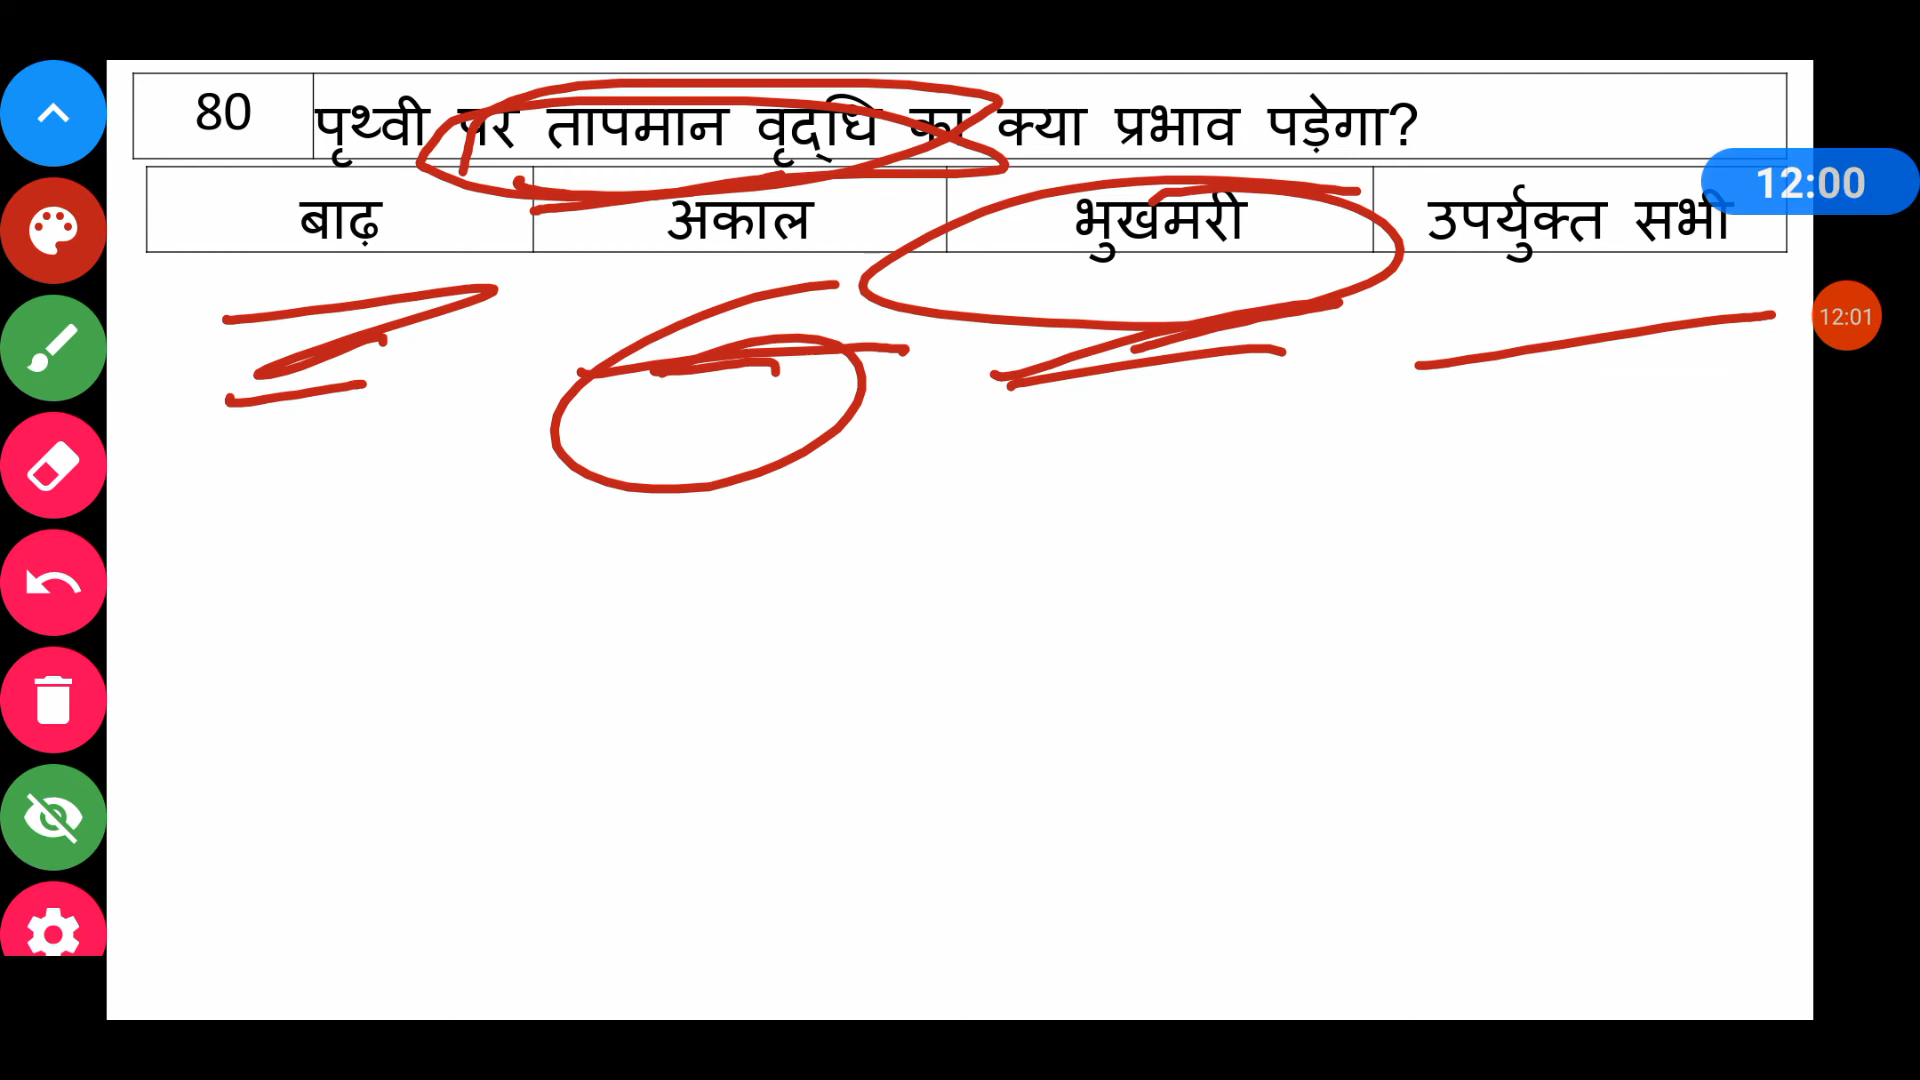 80 पृथ्वी पर तापमान वृद्धि का क्या प्रभाव पड़ेगा?
12:00
बाढ़ अकाल भुखमरी उपर्युक्त सभी
12:01